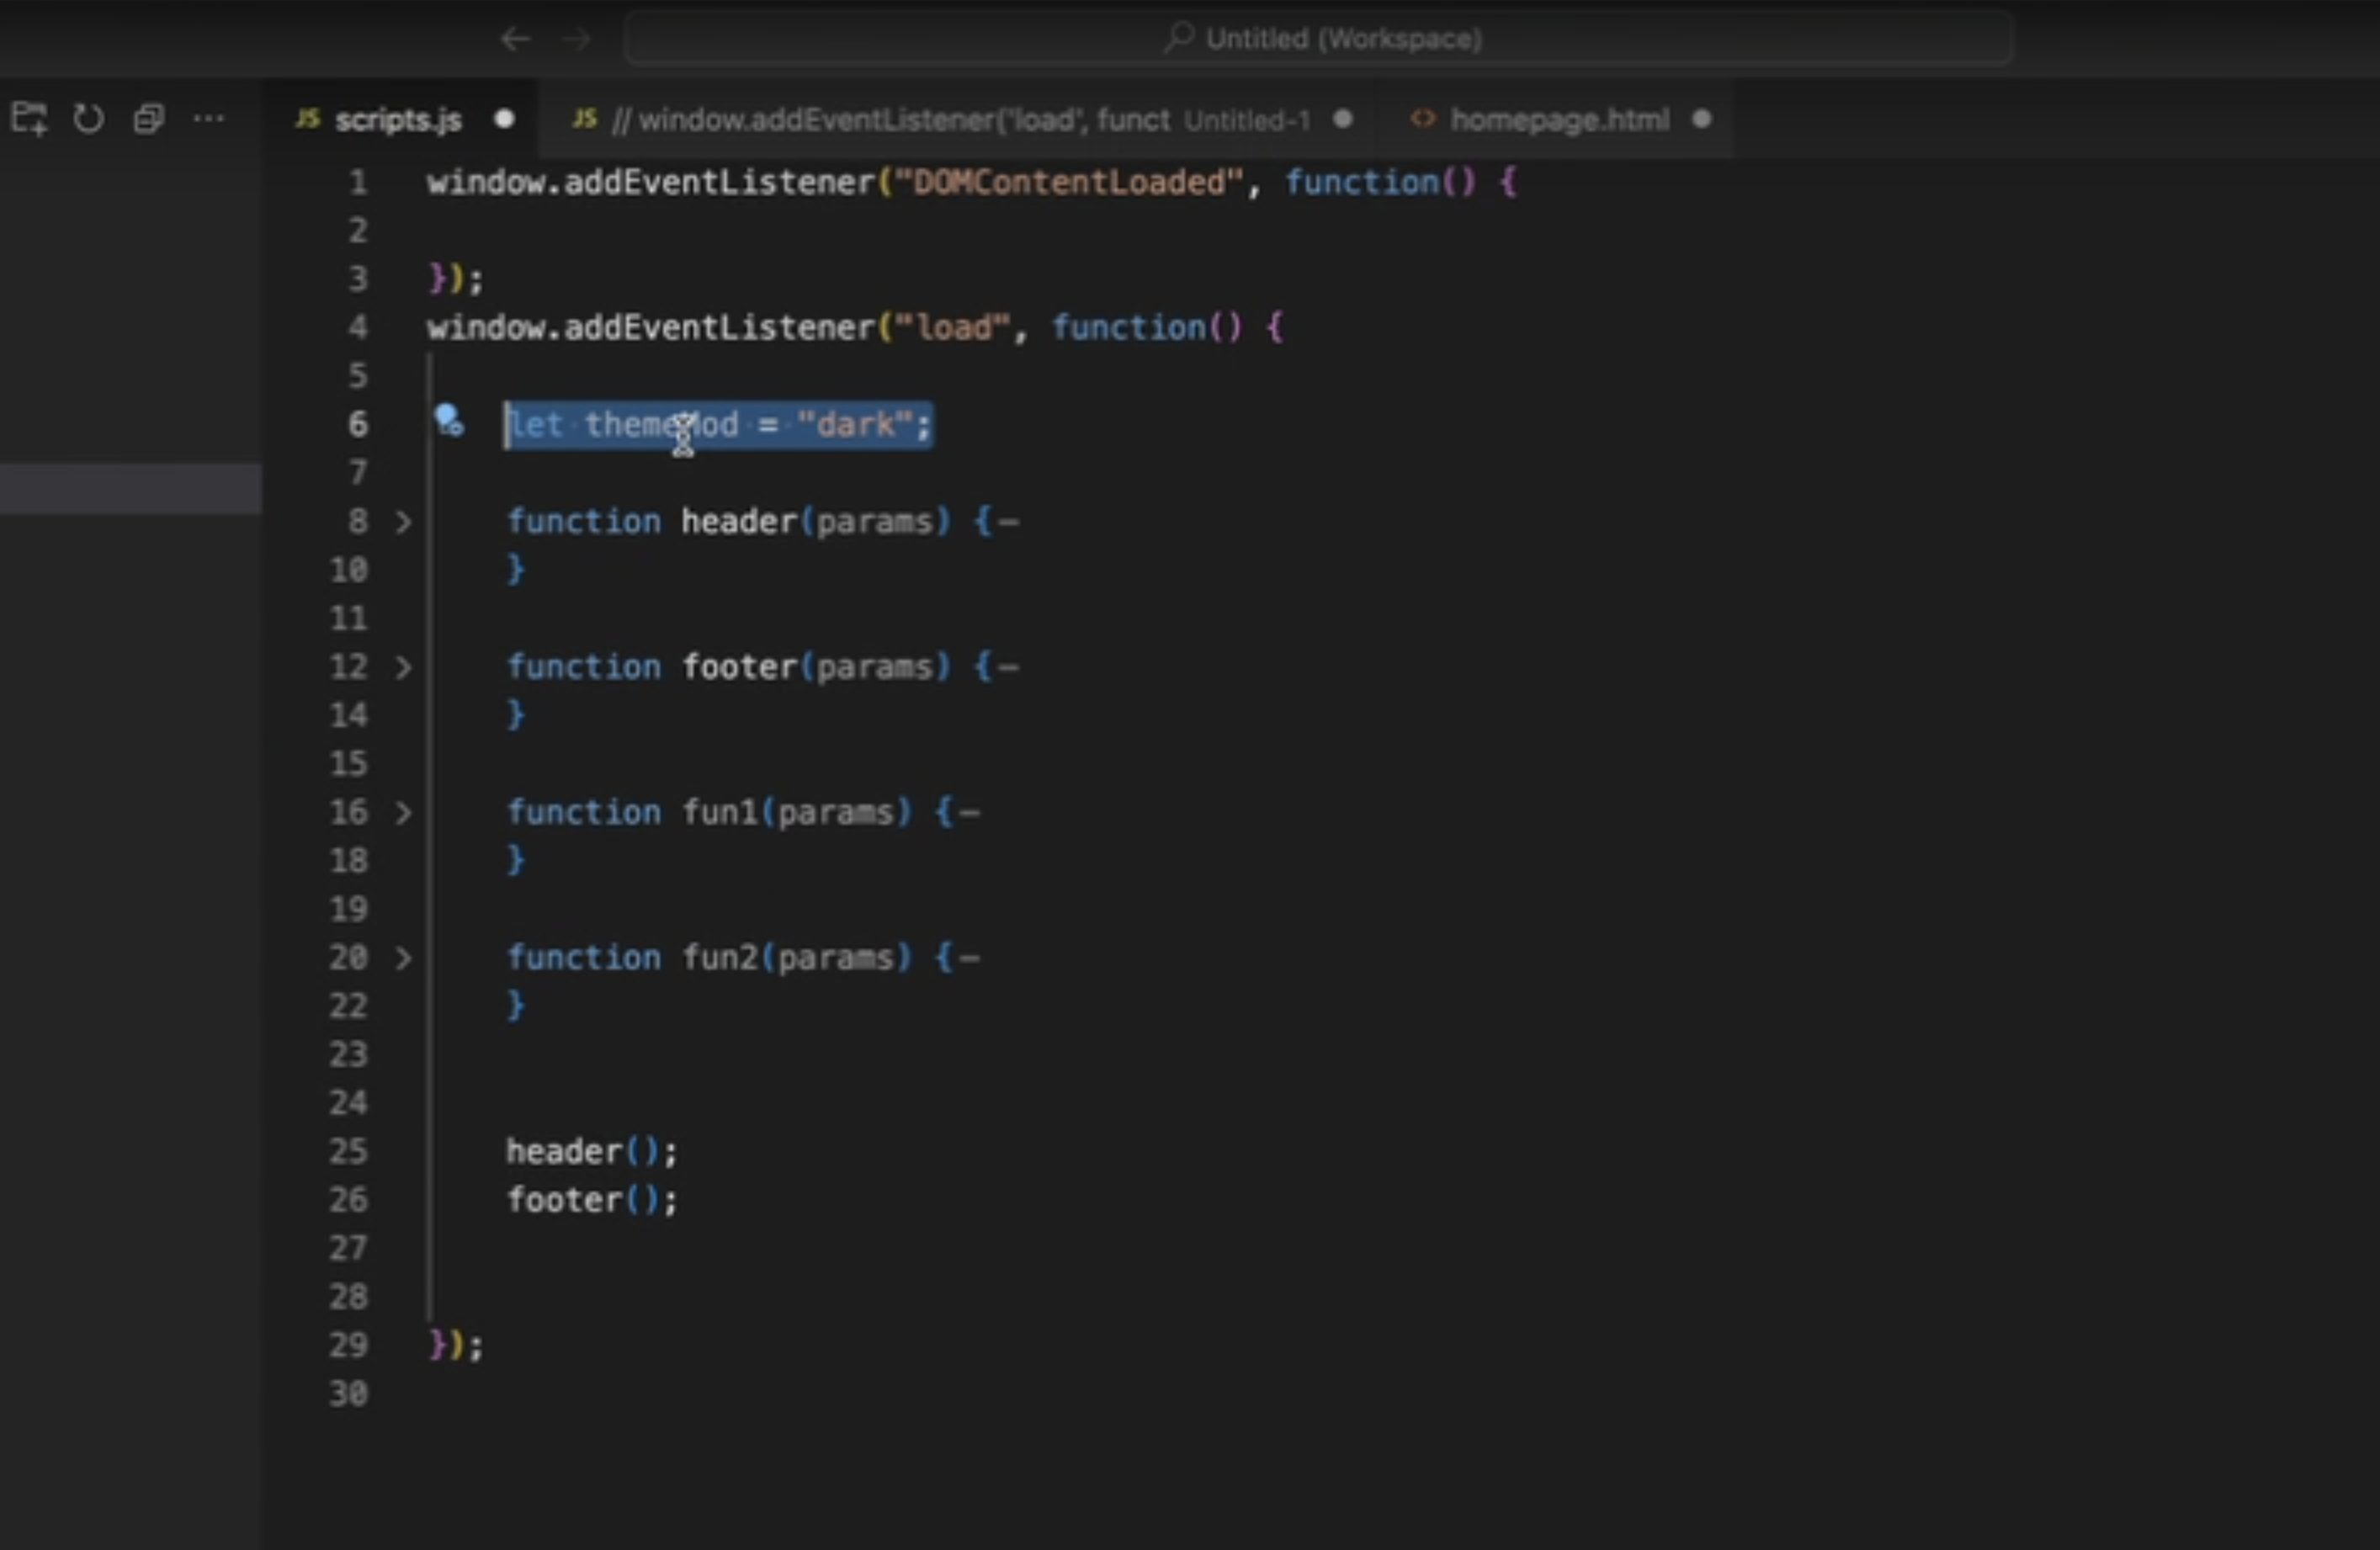 Untitled (Workspace)
JS scripts.js JS // window.addEventListener('load', funct Untitled-1 <> homepage.html
1 window.addEventListener("DOMContentLoaded", function() {
2
3 });
4 window.addEventListener("load", function() {
5
6 let themeMod = "dark";
7
8 function header(params) {
10 }
11
12 function footer(params) {
14 }
15
16 function fun1(params) {
18 }
19
20 function fun2(params) {
22 }
23
24
25 header();
26 footer();
27
28
29 });
30